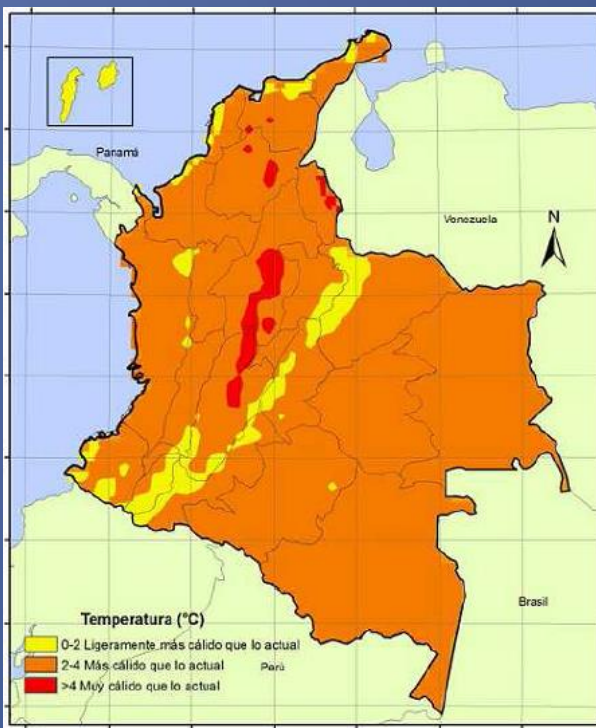 Panamá
Venezuela
N
Brasil
Perú
Temperatura (°C)
0-2 Ligeramente más cálido que lo actual
2-4 Más cálido que lo actual
>4 Muy cálido que lo actual